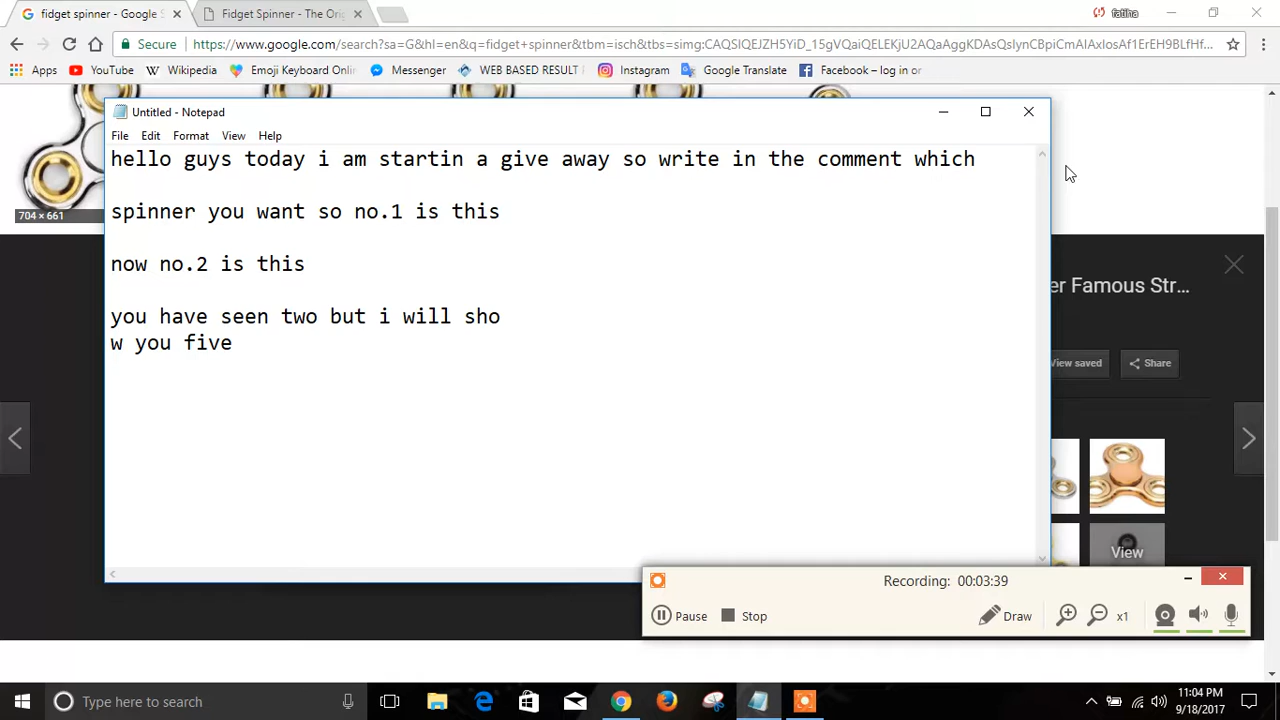 fidget spinner - Google S
Fidget Spinner - The Orig
fatiha
Secure
https://www.google.com/search?sa=G&hl=en&q=fidget+spinner&tbm=isch&tbs=simg:
Apps
YouTube
Wikipedia
Emoji Keyboard Onli
Messenger
WEB BASED RESULT
Instagram
Google Translate
Facebook – log in or
Untitled - Notepad
File Edit Format View Help
hello guys today i am startin a give away so write in the comment which
spinner you want so no.1 is this
now no.2 is this
you have seen two but i will sho
w you five
704 × 661
er Famous Str...
View saved
Share
View
Recording: 00:03:39
Pause
Stop
Draw
x1
Type here to search
11:04 PM
9/18/2017